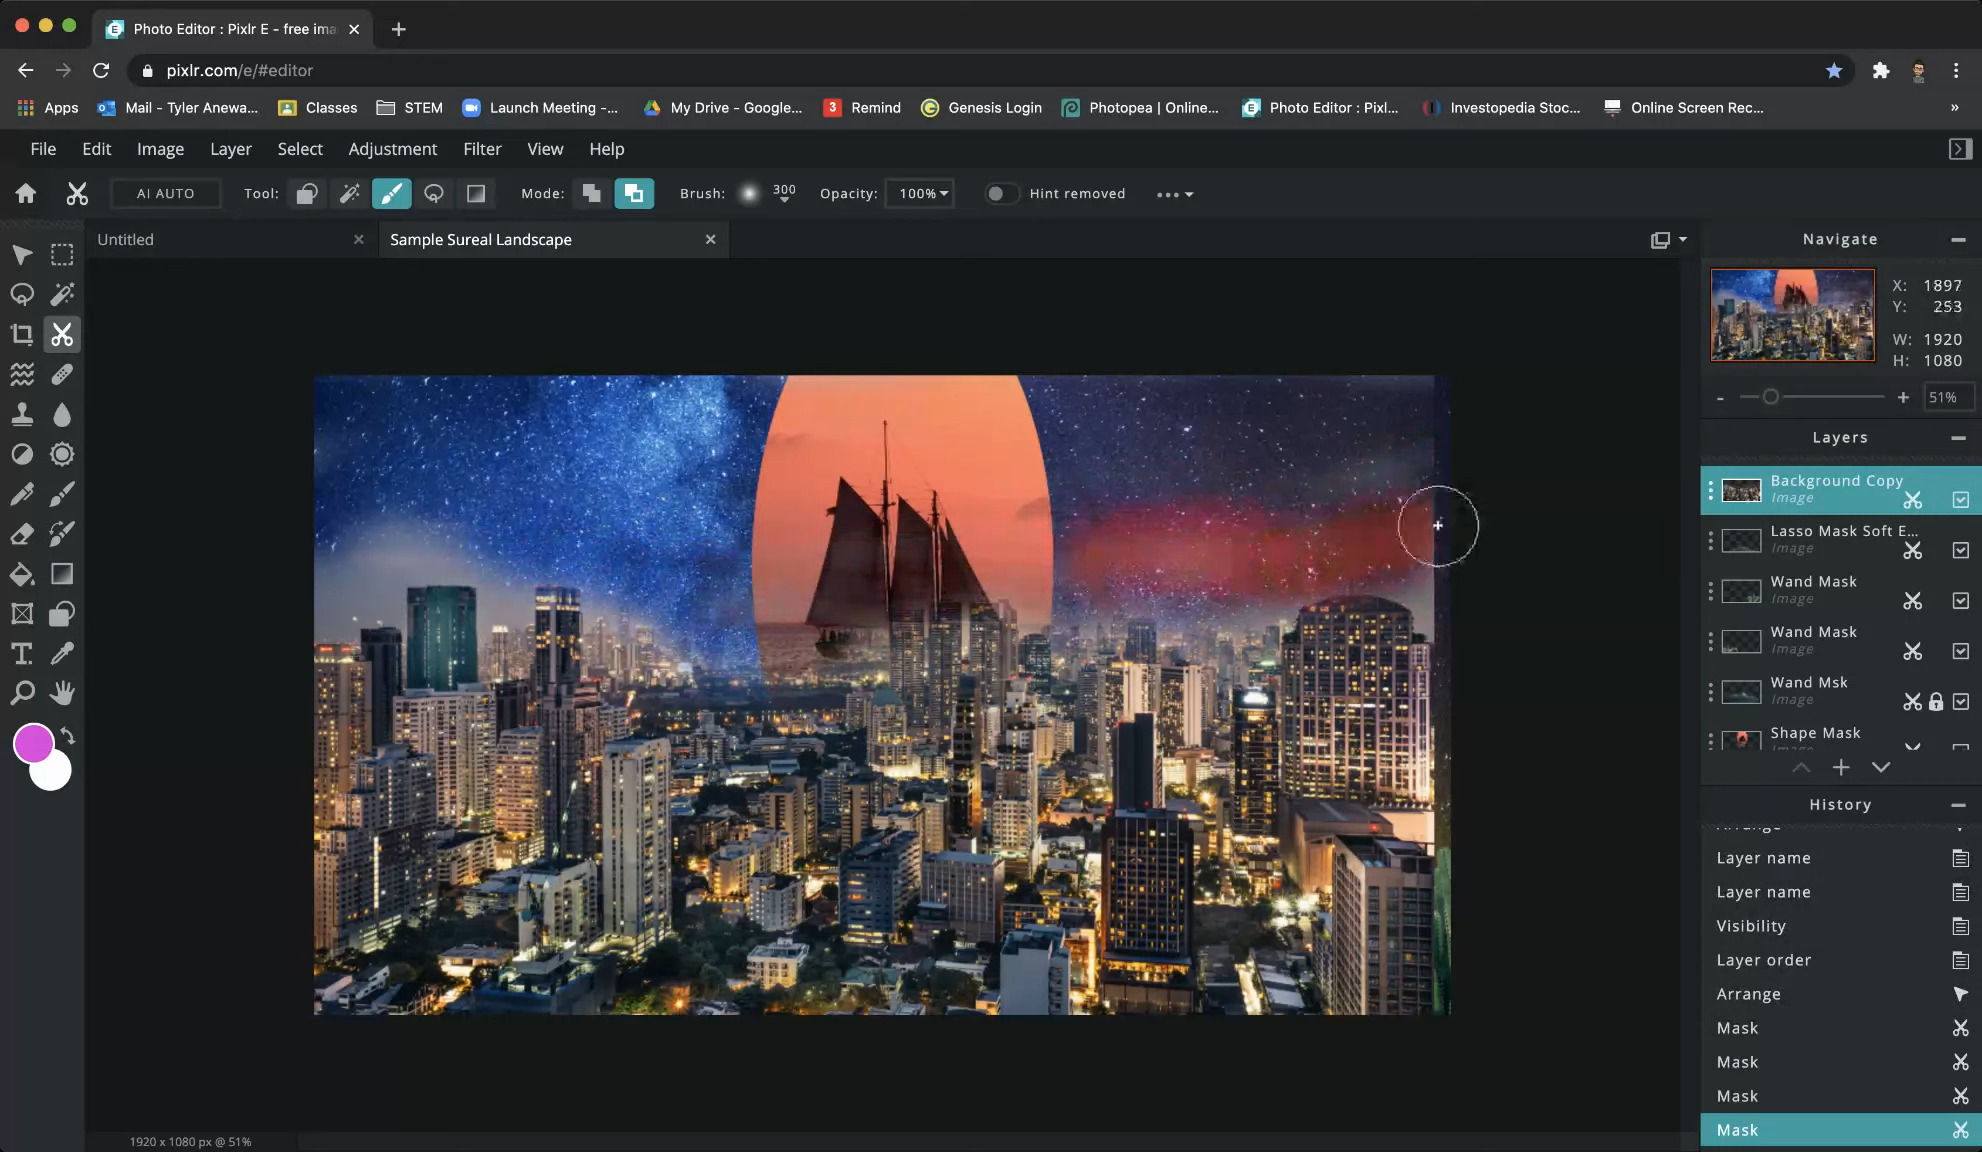 Photo Editor : Pixlr E - free ima
pixlr.com/e/#editor
Apps Mail - Tyler Anewa... Classes STEM Launch Meeting -... My Drive - Google... 3 Remind Genesis Login Photopea | Online... Photo Editor : Pixl... Investopedia Stoc... Online Screen Rec... »
File Edit Image Layer Select Adjustment Filter View Help
AI AUTO Tool: Mode: Brush: 300 Opacity: 100% Hint removed
Untitled Sample Sureal Landscape
Navigate
X: 1897
Y: 253
W: 1920
H: 1080
- + 51%
Layers
Background Copy
Image
Lasso Mask Soft E...
Image
Wand Mask
Image
Wand Mask
Image
Wand Msk
Image
Shape Mask
Image
History
Arrange
Layer name
Layer name
Visibility
Layer order
Arrange
Mask
Mask
Mask
Mask
1920 x 1080 px @ 51%